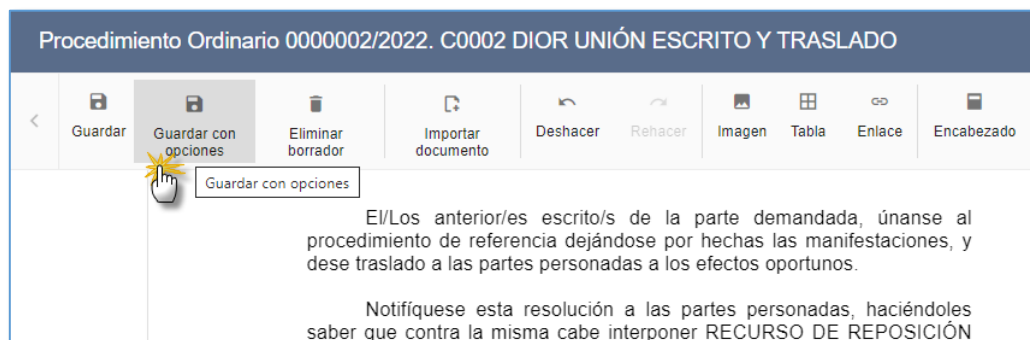 Procedimiento Ordinario 0000002/2022. C0002 DIOR UNIÓN ESCRITO Y TRASLADO
Guardar
Guardar con
opciones
Eliminar
borrador
Importar
documento
Deshacer
Rehacer
Imagen
Tabla
Enlace
Encabezado
Guardar con opciones
El/Los anterior/es escrito/s de la parte demandada, únanse al
procedimiento de referencia dejándose por hechas las manifestaciones, y
dese traslado a las partes personadas a los efectos oportunos.
Notifíquese esta resolución a las partes personadas, haciéndoles
saber que contra la misma cabe interponer RECURSO DE REPOSICIÓN